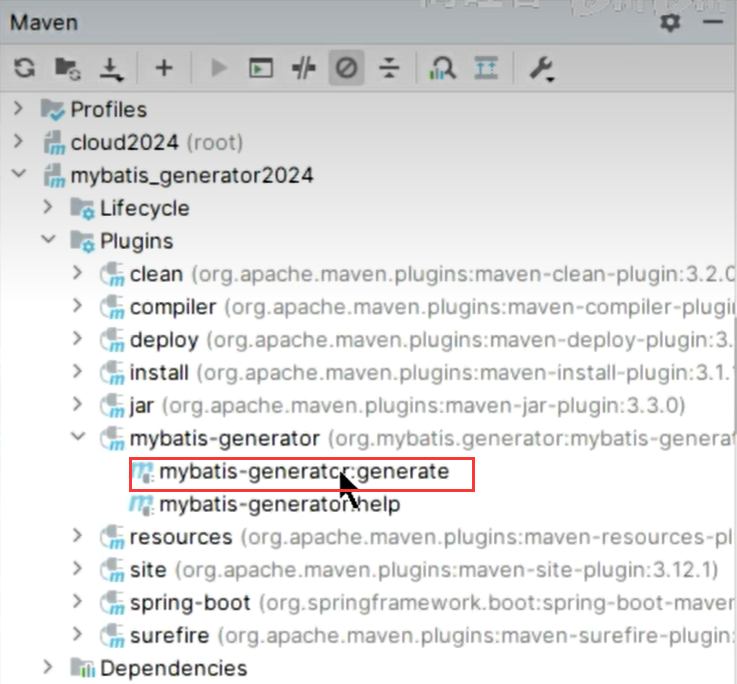 Maven
Profiles
cloud2024 (root)
mybatis_generator2024
Lifecycle
Plugins
clean (org.apache.maven.plugins:maven-clean-plugin:3.2.0
compiler (org.apache.maven.plugins:maven-compiler-plugi
deploy (org.apache.maven.plugins:maven-deploy-plugin:3.
install (org.apache.maven.plugins:maven-install-plugin:3.1.
jar (org.apache.maven.plugins:maven-jar-plugin:3.3.0)
mybatis-generator (org.mybatis.generator:mybatis-generat
mybatis-generator:generate
mybatis-generator:help
resources (org.apache.maven.plugins:maven-resources-pl
site (org.apache.maven.plugins:maven-site-plugin:3.12.1)
spring-boot (org.springframework.boot:spring-boot-maver
surefire (org.apache.maven.plugins:maven-surefire-plugin:
Dependencies